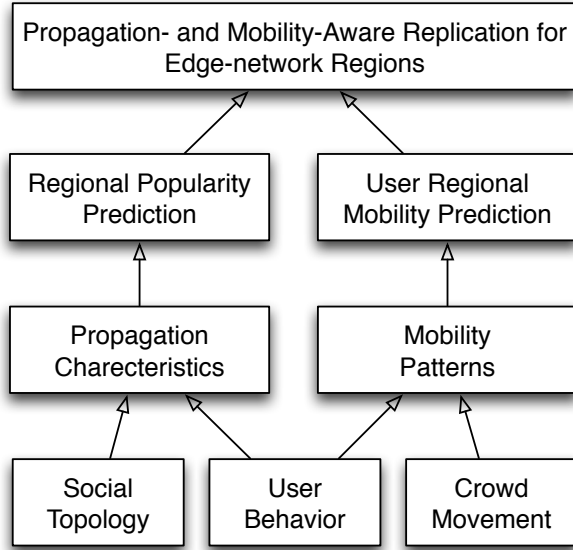 Propagation- and Mobility-Aware Replication for
Edge-network Regions
Regional Popularity
Prediction
User Regional
Mobility Prediction
Propagation
Charecteristics
Mobility
Patterns
Social
Topology
User
Behavior
Crowd
Movement